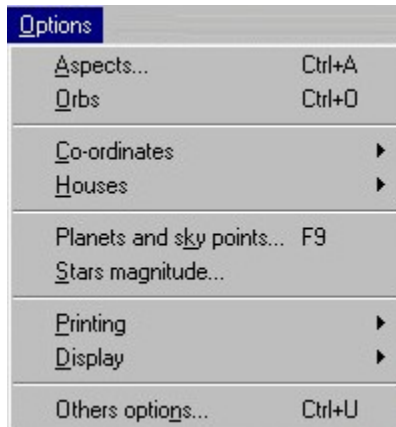 Options
Aspects... Ctrl+A
Orbs Ctrl+O
Co-ordinates
Houses
Planets and sky points... F9
Stars magnitude...
Printing
Display
Others options... Ctrl+U